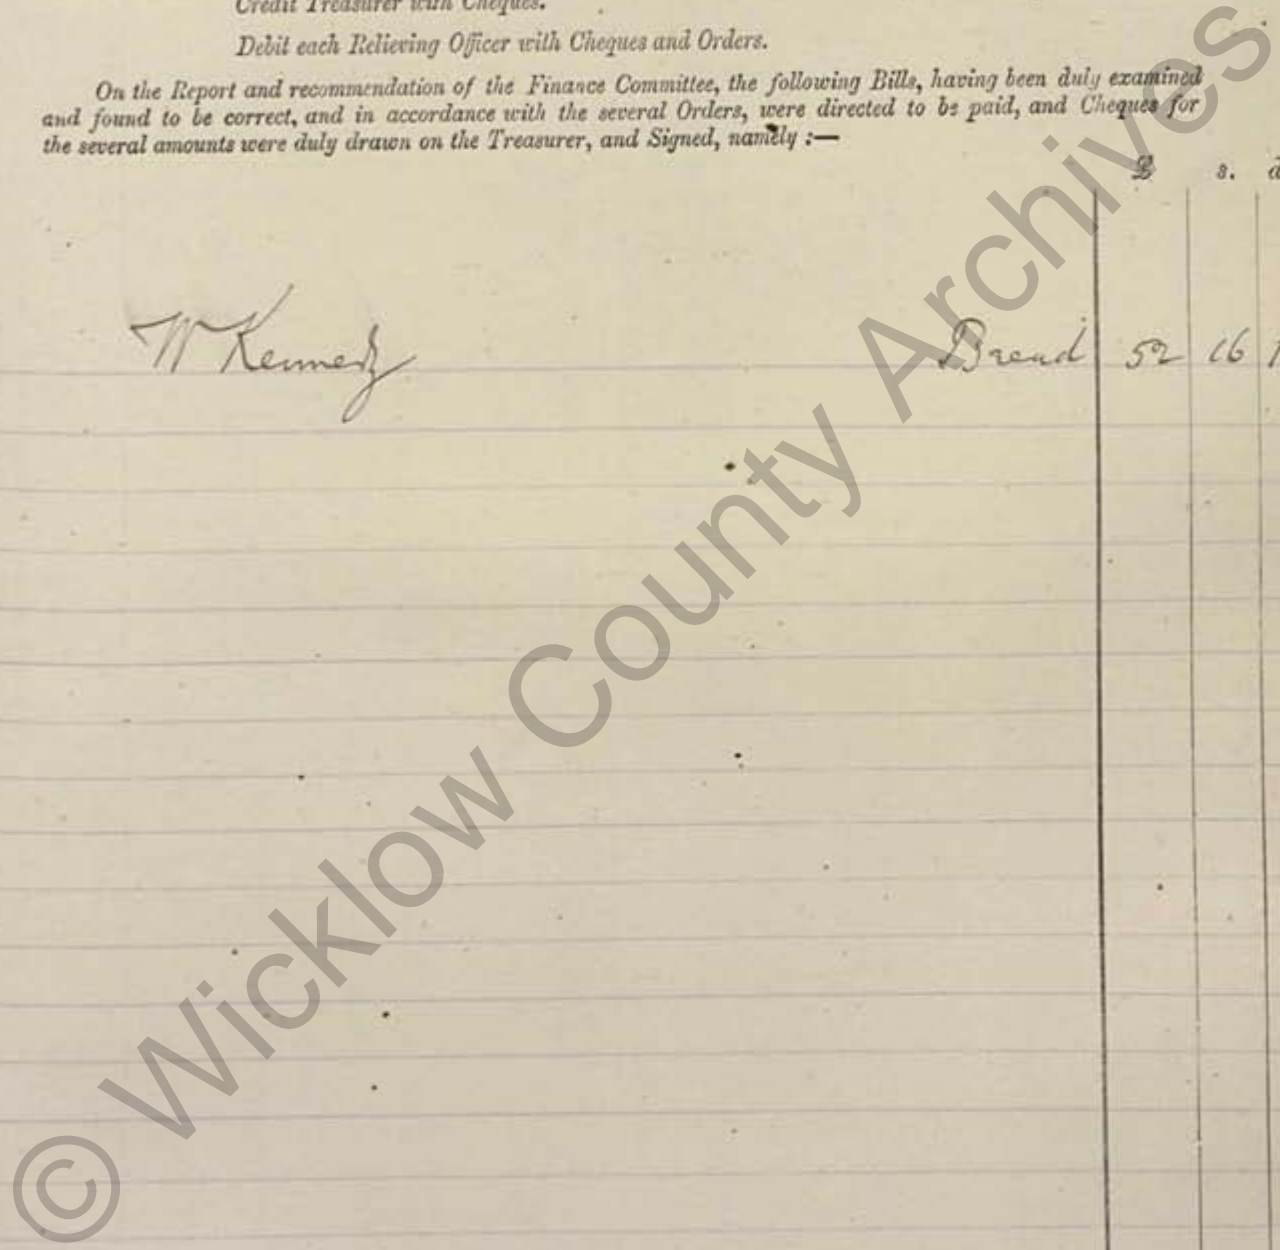 Credit Treasurer with Cheques.
Debit each Relieving Officer with Cheques and Orders.
On the Report and recommendation of the Finance Committee, the following Bills, having been duly examined
and found to be correct, and in accordance with the several Orders, were directed to be paid, and Cheques for
the several amounts were duly drawn on the Treasurer, and Signed, namely :—
£ s. d
W Kennedy Bread 52 16 1
© Wicklow County Archives